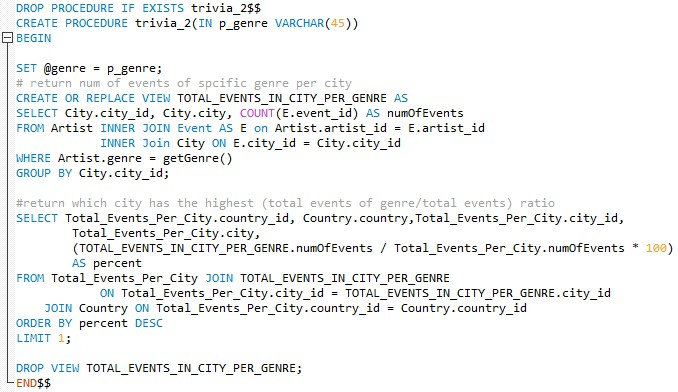 DROP PROCEDURE IF EXISTS trivia_2$$
CREATE PROCEDURE trivia_2(IN p_genre VARCHAR(45))
BEGIN
SET @genre = p_genre;
# return num of events of spcific genre per city
CREATE OR REPLACE VIEW TOTAL_EVENTS_IN_CITY_PER_GENRE AS
SELECT City.city_id, City.city, COUNT(E.event_id) AS numOfEvents
FROM Artist INNER JOIN Event AS E on Artist.artist_id = E.artist_id
INNER Join City ON E.city_id = City.city_id
WHERE Artist.genre = getGenre()
GROUP BY City.city_id;
#return which city has the highest (total events of genre/total events) ratio
SELECT Total_Events_Per_City.country_id, Country.country,Total_Events_Per_City.city_id,
Total_Events_Per_City.city,
(TOTAL_EVENTS_IN_CITY_PER_GENRE.numOfEvents / Total_Events_Per_City.numOfEvents * 100)
AS percent
FROM Total_Events_Per_City JOIN TOTAL_EVENTS_IN_CITY_PER_GENRE
ON Total_Events_Per_City.city_id = TOTAL_EVENTS_IN_CITY_PER_GENRE.city_id
JOIN Country ON Total_Events_Per_City.country_id = Country.country_id
ORDER BY percent DESC
LIMIT 1;
DROP VIEW TOTAL_EVENTS_IN_CITY_PER_GENRE;
END$$